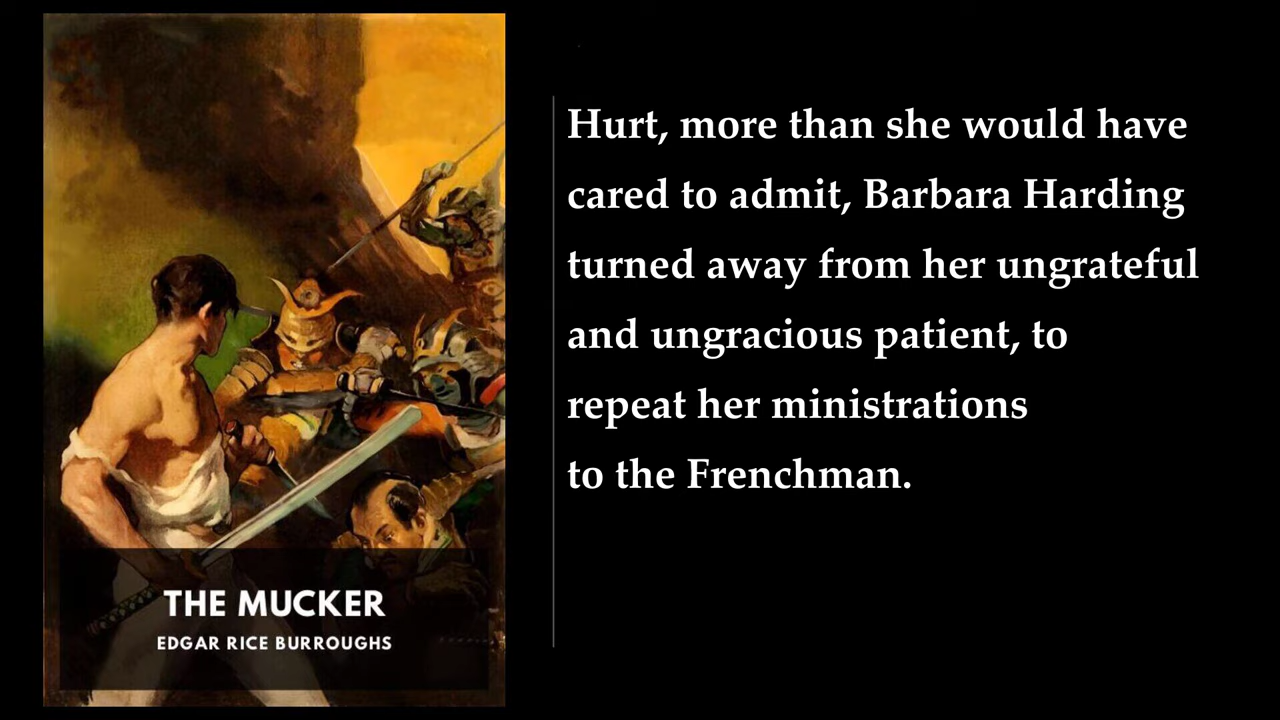 Hurt, more than she would have
cared to admit, Barbara Harding
turned away from her ungrateful
and ungracious patient, to
repeat her ministrations
to the Frenchman.
THE MUCKER
EDGAR RICE BURROUGHS